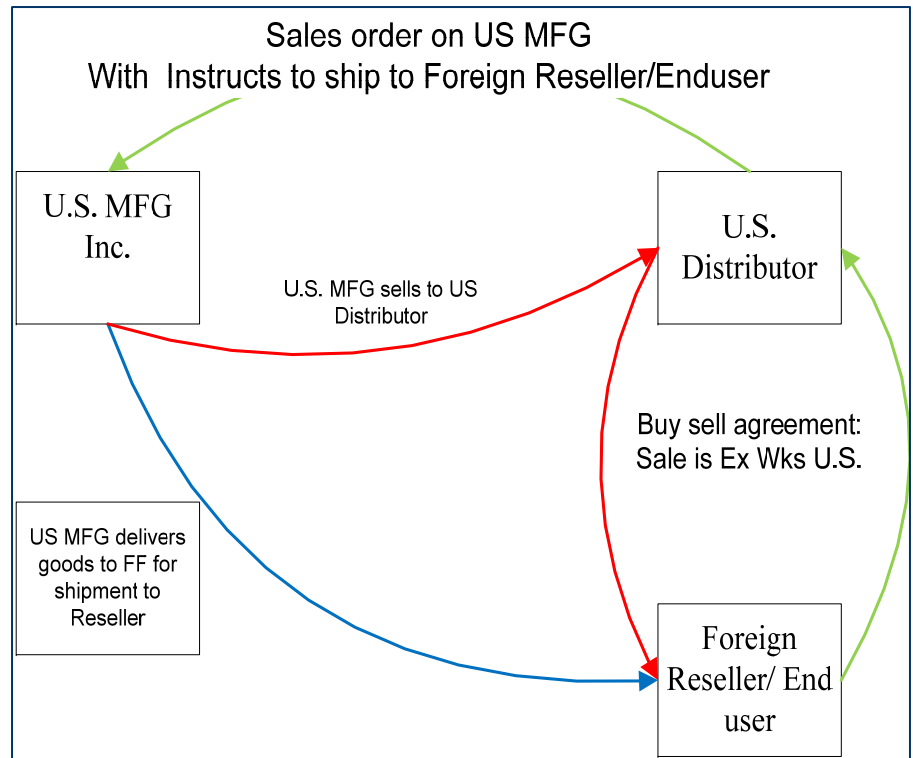 Sales order on US MFG
With Instructs to ship to Foreign Reseller/Enduser
U.S. MFG
Inc.
U.S.
Distributor
U.S. MFG sells to US
Distributor
Buy sell agreement:
Sale is Ex Wks U.S.
US MFG delivers
goods to FF for
shipment to
Reseller
Foreign
Reseller/ End
user